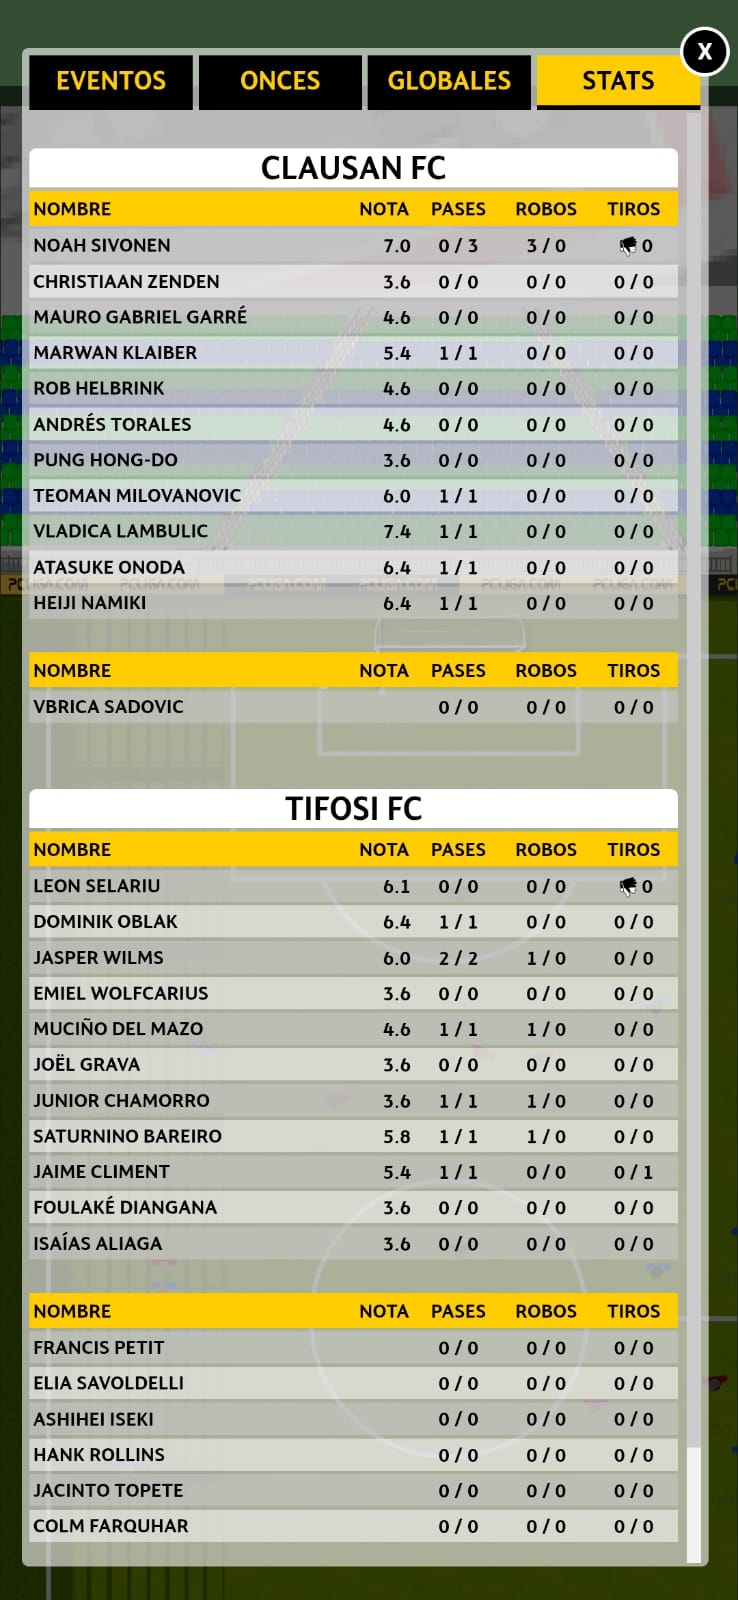 X
EVENTOS ONCES GLOBALES STATS
CLAUSAN FC
NOMBRE NOTA PASES ROBOS TIROS
NOAH SIVONEN 7.0 0 / 3 3 / 0 0
CHRISTIAAN ZENDEN 3.6 0 / 0 0 / 0 0 / 0
MAURO GABRIEL GARRÉ 4.6 0 / 0 0 / 0 0 / 0
MARWAN KLAIBER 5.4 1 / 1 0 / 0 0 / 0
ROB HELBRINK 4.6 0 / 0 0 / 0 0 / 0
ANDRÉS TORALES 4.6 0 / 0 0 / 0 0 / 0
PUNG HONG-DO 3.6 0 / 0 0 / 0 0 / 0
TEOMAN MILOVANOVIC 6.0 1 / 1 0 / 0 0 / 0
VLADICA LAMBULIC 7.4 1 / 1 0 / 0 0 / 0
ATASUKE ONODA 6.4 1 / 1 0 / 0 0 / 0
PCLIGA.COM PCLIGA.COM PCLIGA.COM PCLIGA.COM PCLIGA.COM PCLIGA.COM
HEIJI NAMIKI 6.4 1 / 1 0 / 0 0 / 0
NOMBRE NOTA PASES ROBOS TIROS
VBRICA SADOVIC 0 / 0 0 / 0 0 / 0
TIFOSI FC
NOMBRE NOTA PASES ROBOS TIROS
LEON SELARIU 6.1 0 / 0 0 / 0 0
DOMINIK OBLAK 6.4 1 / 1 0 / 0 0 / 0
JASPER WILMS 6.0 2 / 2 1 / 0 0 / 0
EMIEL WOLFCARIUS 3.6 0 / 0 0 / 0 0 / 0
MUCIÑO DEL MAZO 4.6 1 / 1 1 / 0 0 / 0
JOËL GRAVA 3.6 0 / 0 0 / 0 0 / 0
JUNIOR CHAMORRO 3.6 1 / 1 1 / 0 0 / 0
SATURNINO BAREIRO 5.8 1 / 1 1 / 0 0 / 0
JAIME CLIMENT 5.4 1 / 1 0 / 0 0 / 1
FOULAKÉ DIANGANA 3.6 0 / 0 0 / 0 0 / 0
ISAÍAS ALIAGA 3.6 0 / 0 0 / 0 0 / 0
NOMBRE NOTA PASES ROBOS TIROS
FRANCIS PETIT 0 / 0 0 / 0 0 / 0
ELIA SAVOLDELLI 0 / 0 0 / 0 0 / 0
ASHIHEI ISEKI 0 / 0 0 / 0 0 / 0
HANK ROLLINS 0 / 0 0 / 0 0 / 0
JACINTO TOPETE 0 / 0 0 / 0 0 / 0
COLM FARQUHAR 0 / 0 0 / 0 0 / 0